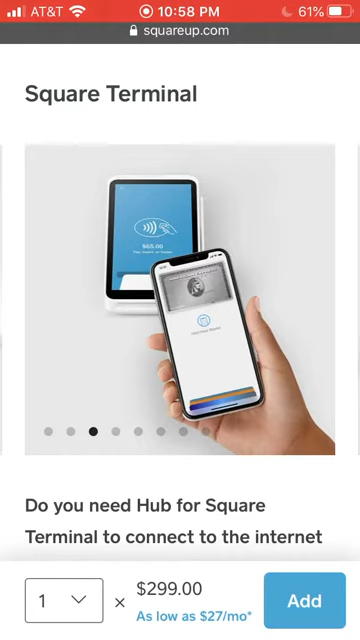 AT&T 10:58 PM 61%
squareup.com
Square Terminal
$65.00
Do you need Hub for Square
Terminal to connect to the internet
1 × $299.00 Add
As low as $27/mo*